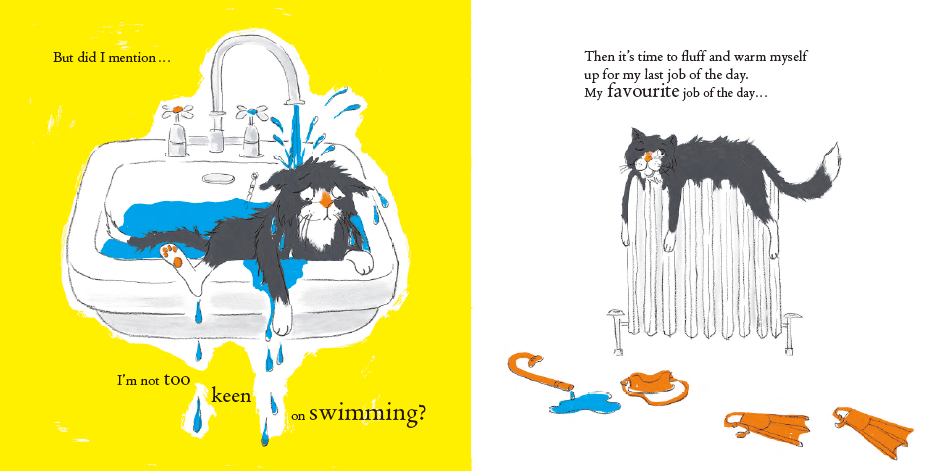 But did I mention...
I'm not too
keen
on swimming?
Then it's time to fluff and warm myself
up for my last job of the day.
My favourite job of the day...